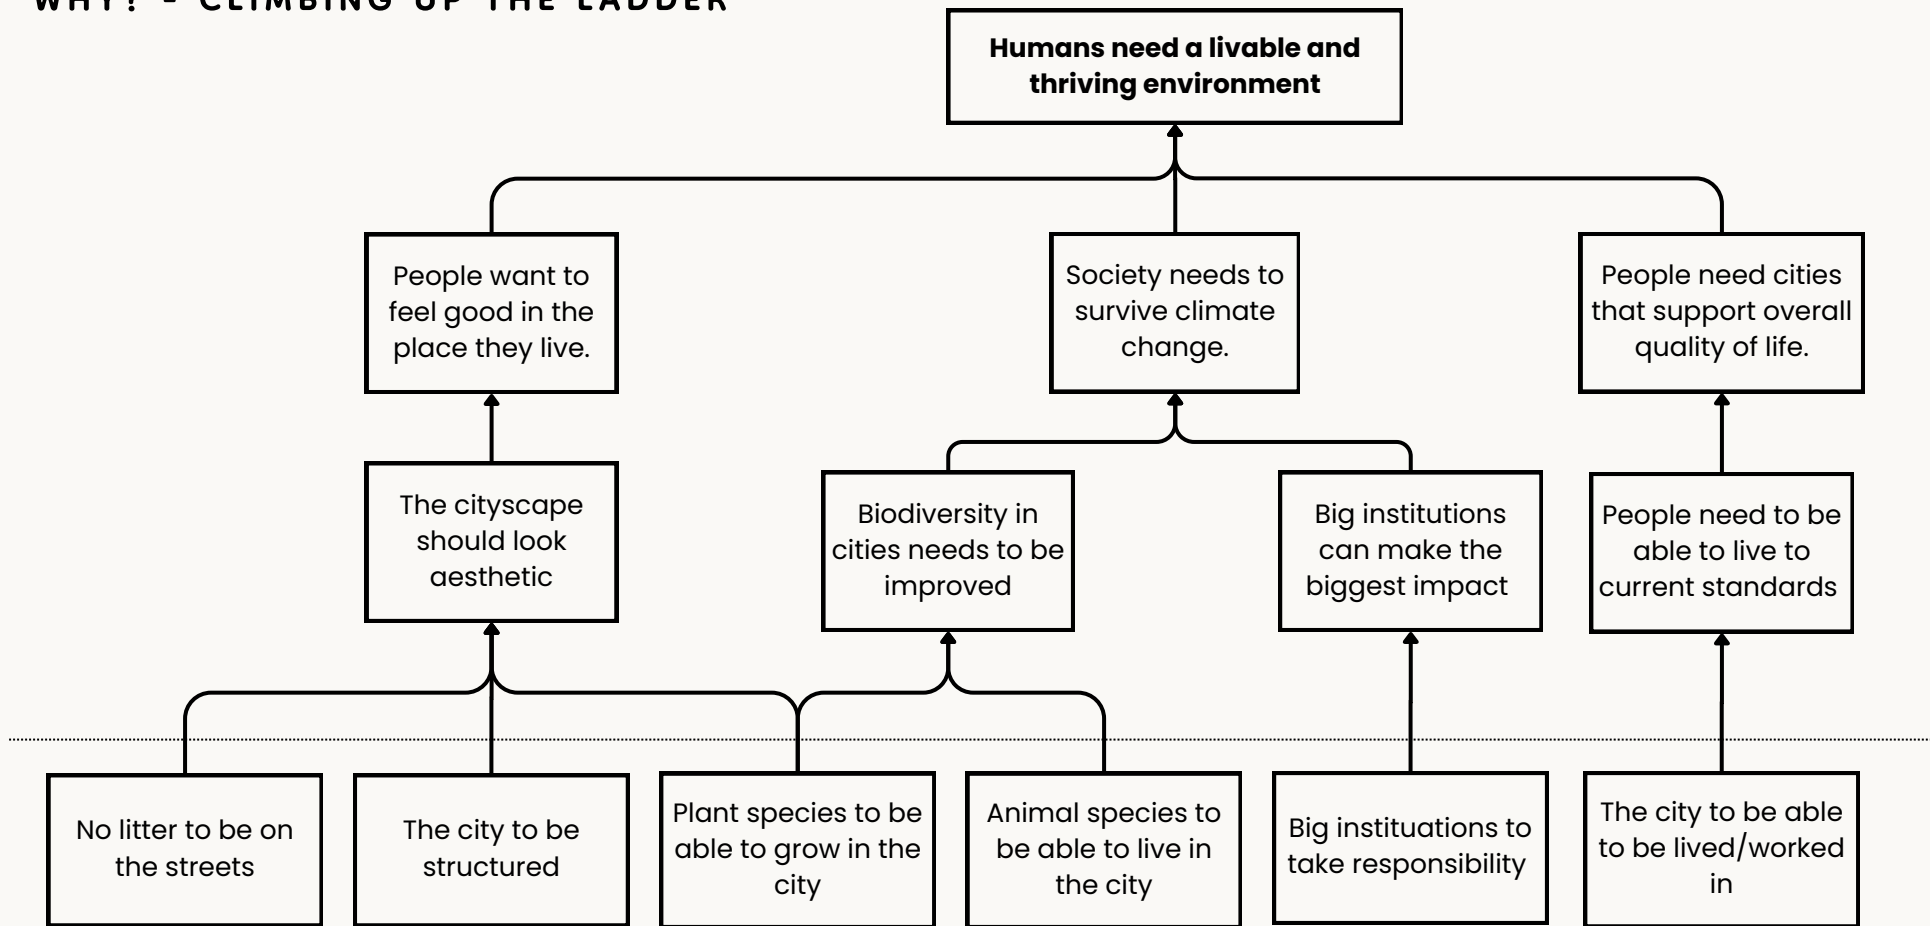 WHY? - CLIMBING UP THE LADDER
Humans need a livable and
thriving environment
People want to
feel good in the
place they live.
Society needs to
survive climate
change.
People need cities
that support overall
quality of life.
The cityscape
should look
aesthetic
Biodiversity in
cities needs to be
improved
Big institutions
can make the
biggest impact
People need to be
able to live to
current standards
No litter to be on
the streets
The city to be
structured
Plant species to be
able to grow in the
city
Animal species to
be able to live in
the city
Big instituations to
take responsibility
The city to be able
to be lived/worked
in